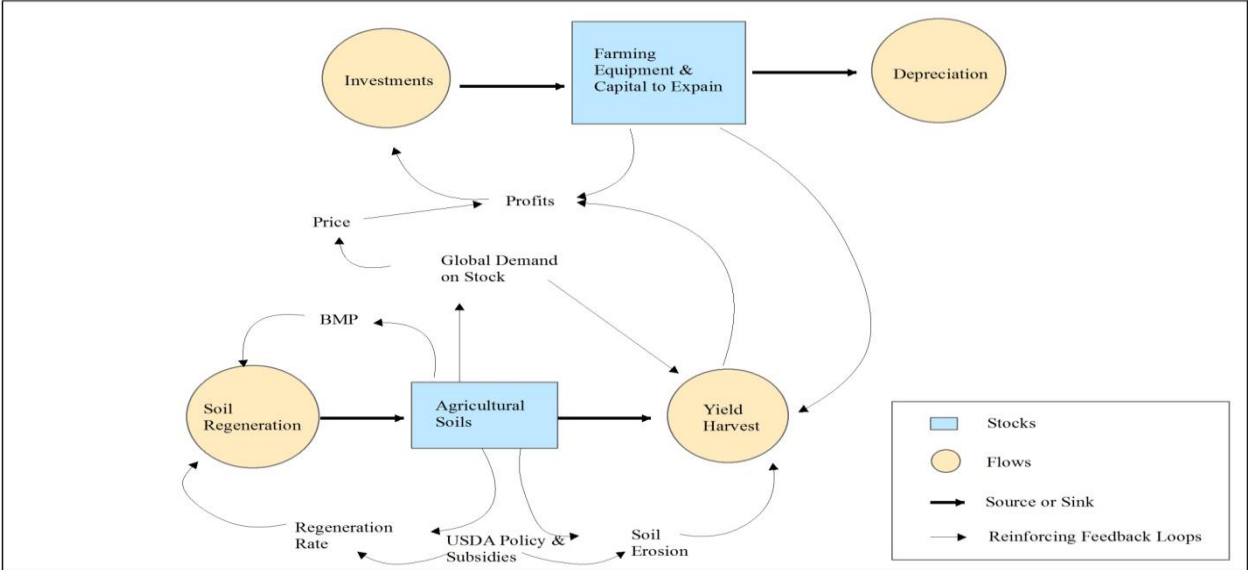 Investments
Farming
Equipment &
Capital to Expain
Depreciation
Profits
Price
Global Demand
on Stock
BMP
Soil
Regeneration
Agricultural
Soils
Yield
Harvest
Regeneration
Rate
USDA Policy &
Subsidies
Soil
Erosion
Stocks
Flows
Source or Sink
Reinforcing Feedback Loops